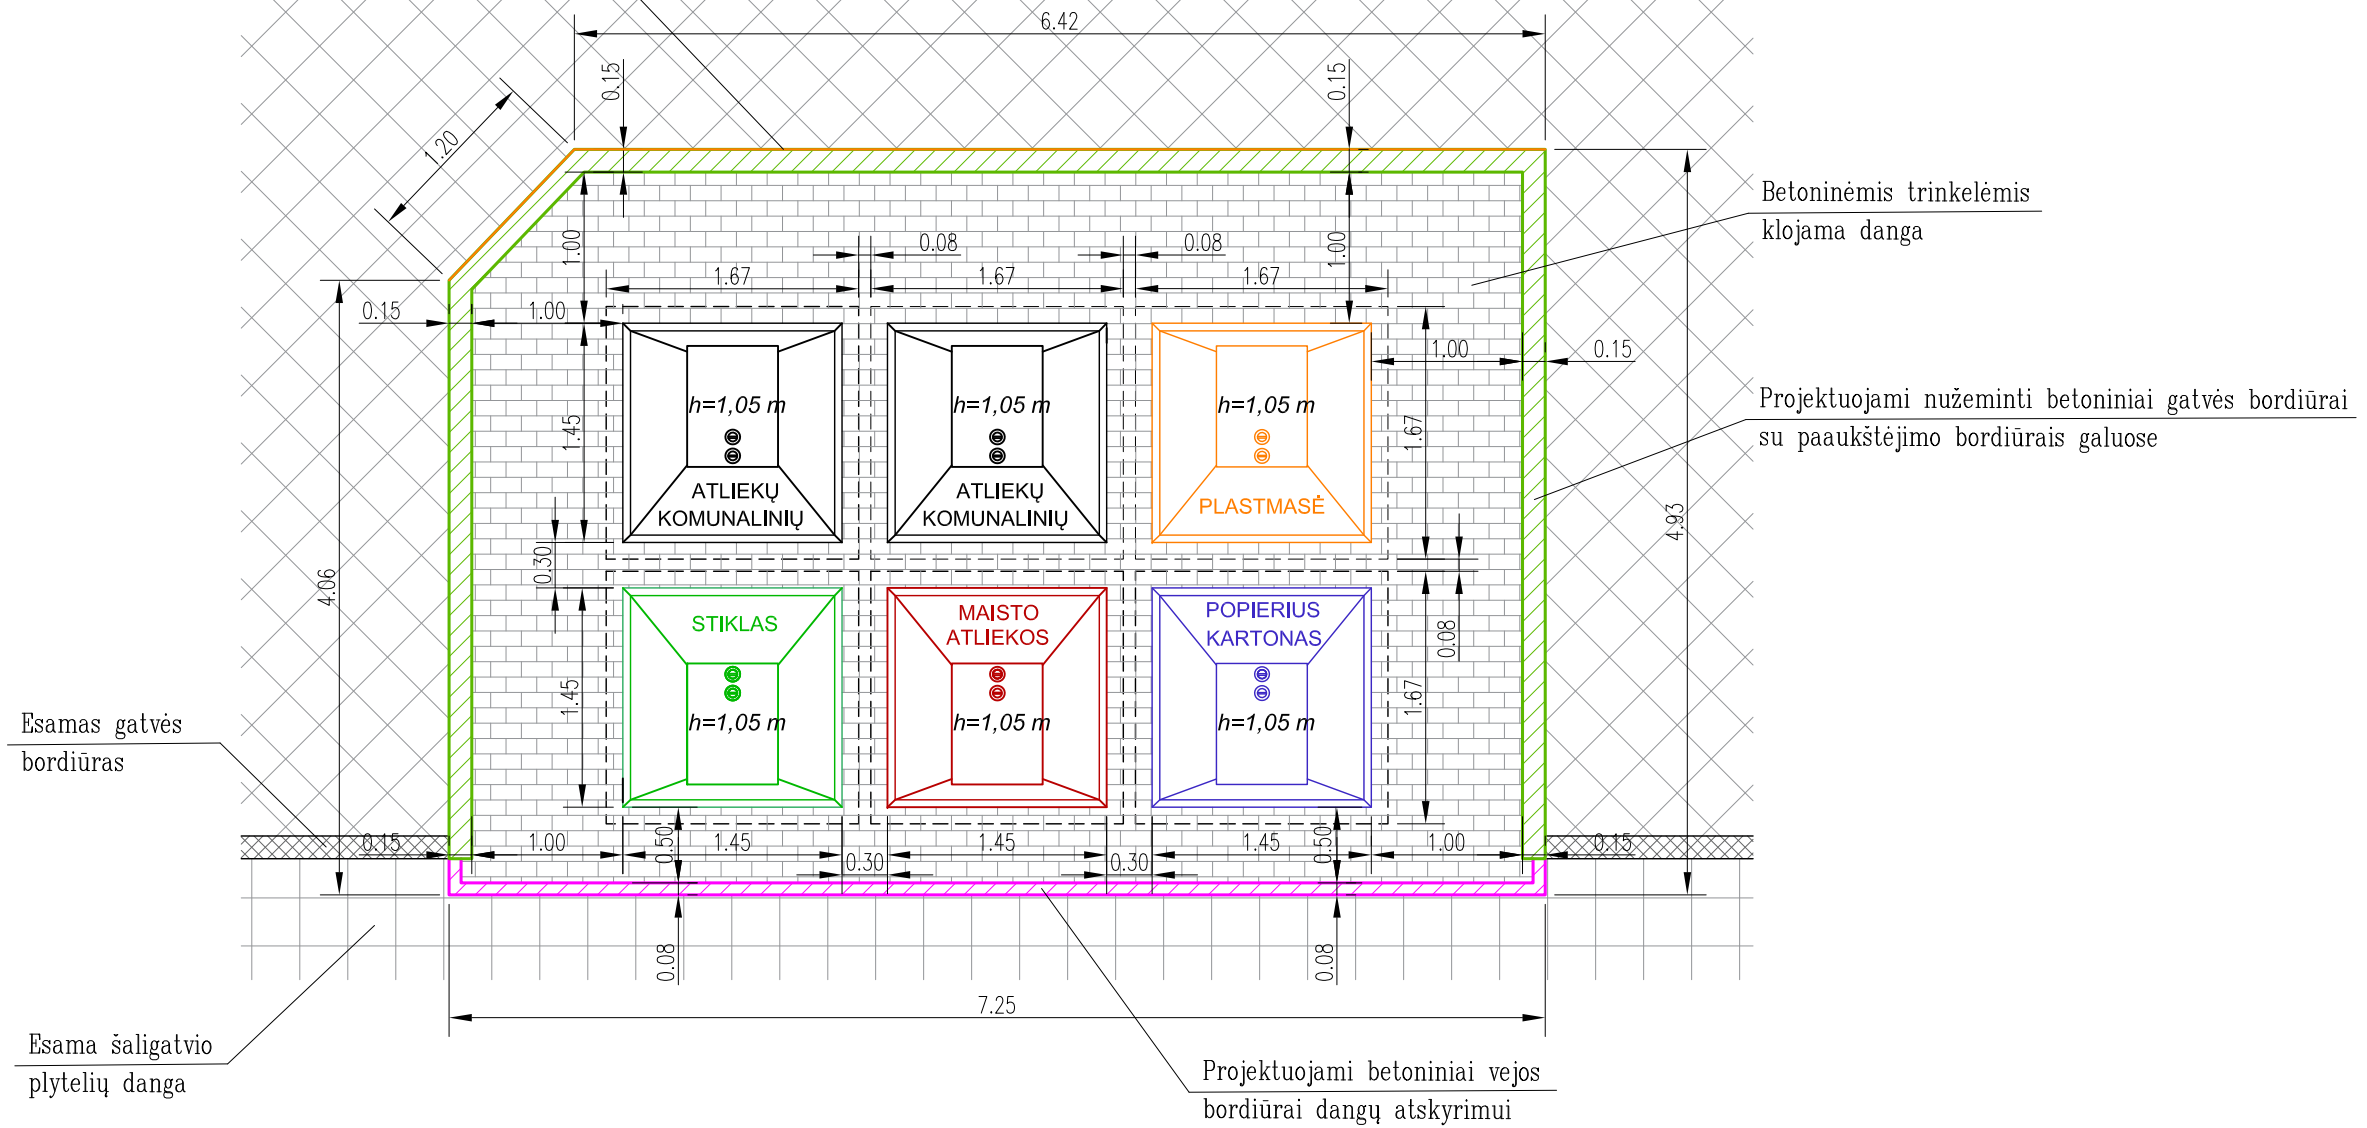 6.42
0.15
0.15
1.20
Betoninėmis trinkelėmis
klojama danga
1.00
0.08
0.08
1.00
1.67
1.67
1.67
0.15
1.00
1.00
0.15
h=1,05 m
h=1,05 m
h=1,05 m
Projektuojami nužeminti betoniniai gatvės bordiūrai
su paaukštėjimo bordiūrais galuose
1.45
1.67
ATLIEKŲ
KOMUNALINIŲ
ATLIEKŲ
KOMUNALINIŲ
PLASTMASĖ
4.93
0.30
4.06
STIKLAS
MAISTO
ATLIEKOS
POPIERIUS
KARTONAS
0.08
1.45
1.67
h=1,05 m
h=1,05 m
h=1,05 m
Esamas gatvės
bordiūras
0.15
1.00
0.50
1.45
0.30
1.45
0.30
1.45
0.50
1.00
0.15
0.08
0.08
7.25
Esama šaligatvio
plytelių danga
Projektuojami betoniniai vejos
bordiūrai dangų atskyrimui